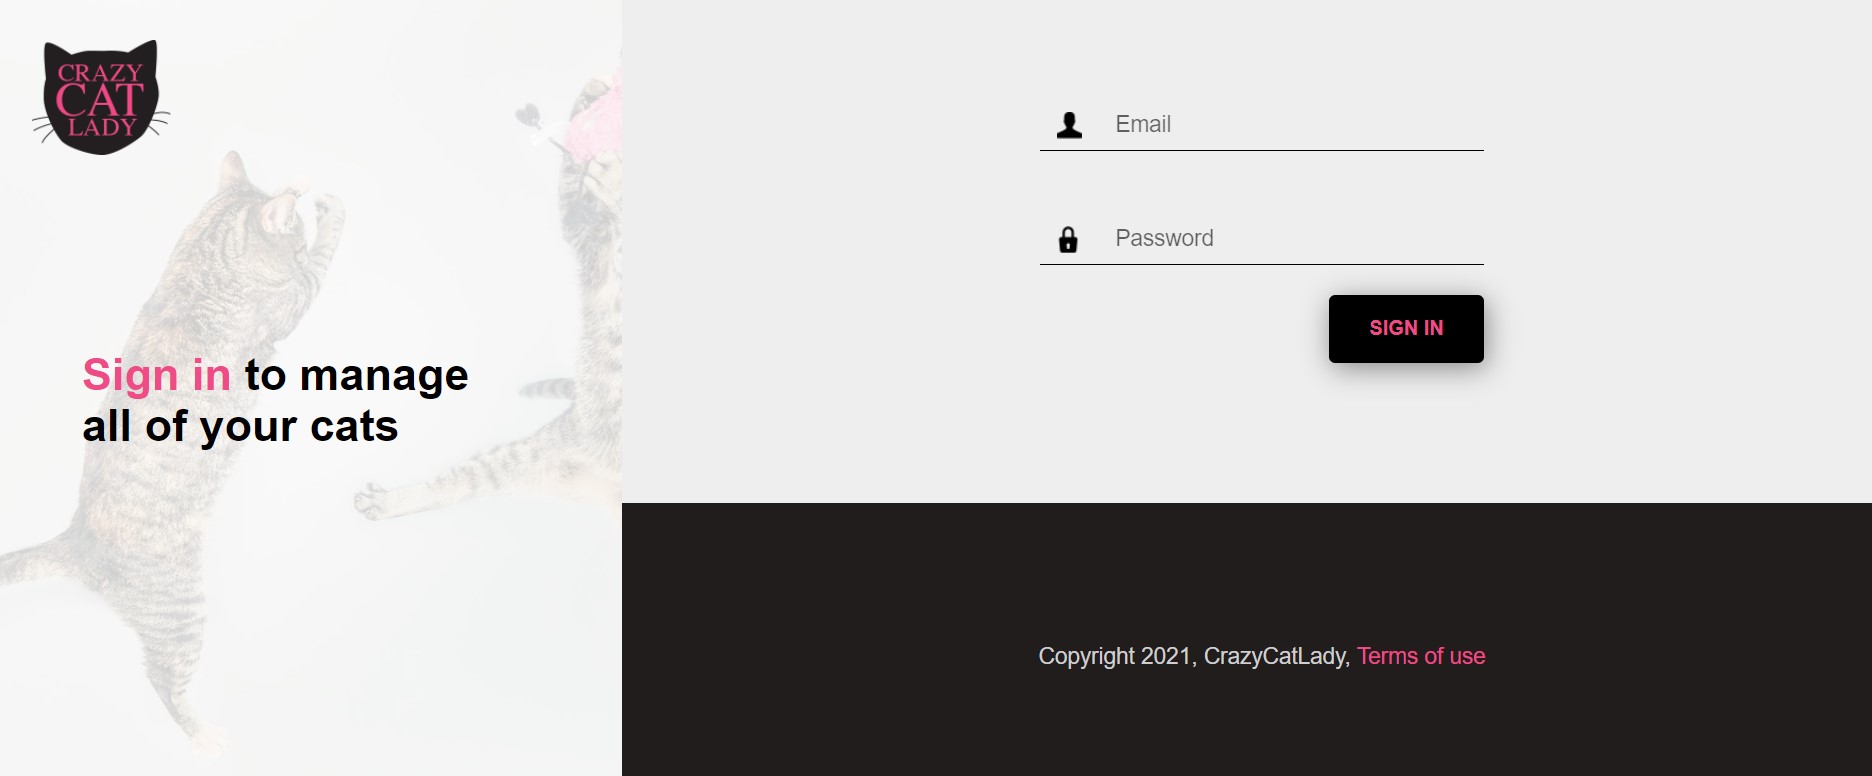 CRAZY
CAT
LADY
Sign in to manage
all of your cats
Email
Password
SIGN IN
Copyright 2021, CrazyCatLady, Terms of use